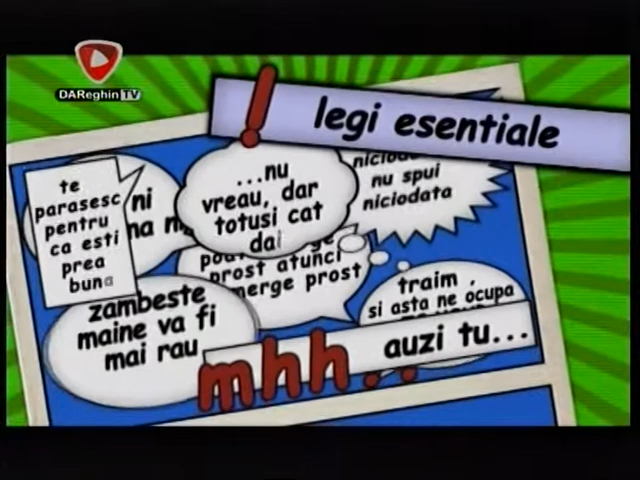 DAReghin TV
! legi esentiale
te
parasesc
pentru
ca esti
prea
buna
ni
na
...nu
vreau, dar
totusi cat
dai
nu spui
niciodata
prost atunci
merge prost
zambeste
maine va fi
mai rau
traim,
si asta ne ocupa
mhh..
auzi tu...